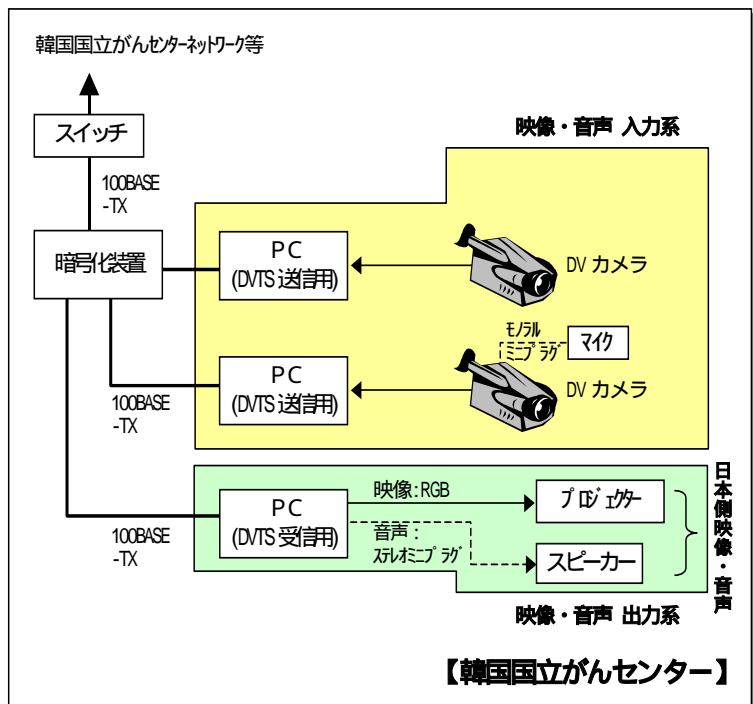 韓国国立がんｾﾝﾀｰﾈｯﾄﾜｰｸ等
スイッチ
映像・音声 入力系
100BASE
-TX
暗号化装置
PC
(DVTS送信用)
DV カメラ
モノラル
ﾐﾆﾌﾟﾗｸﾞ
マイク
PC
(DVTS送信用)
DV カメラ
100BASE
-TX
日本側映像・音声
PC
(DVTS受信用)
映像:RGB
プロジェクター
100BASE
-TX
音声：
ｽﾃﾚｵﾐﾆﾌﾟﾗｸﾞ
スピーカー
映像・音声 出力系
【韓国国立がんセンター】